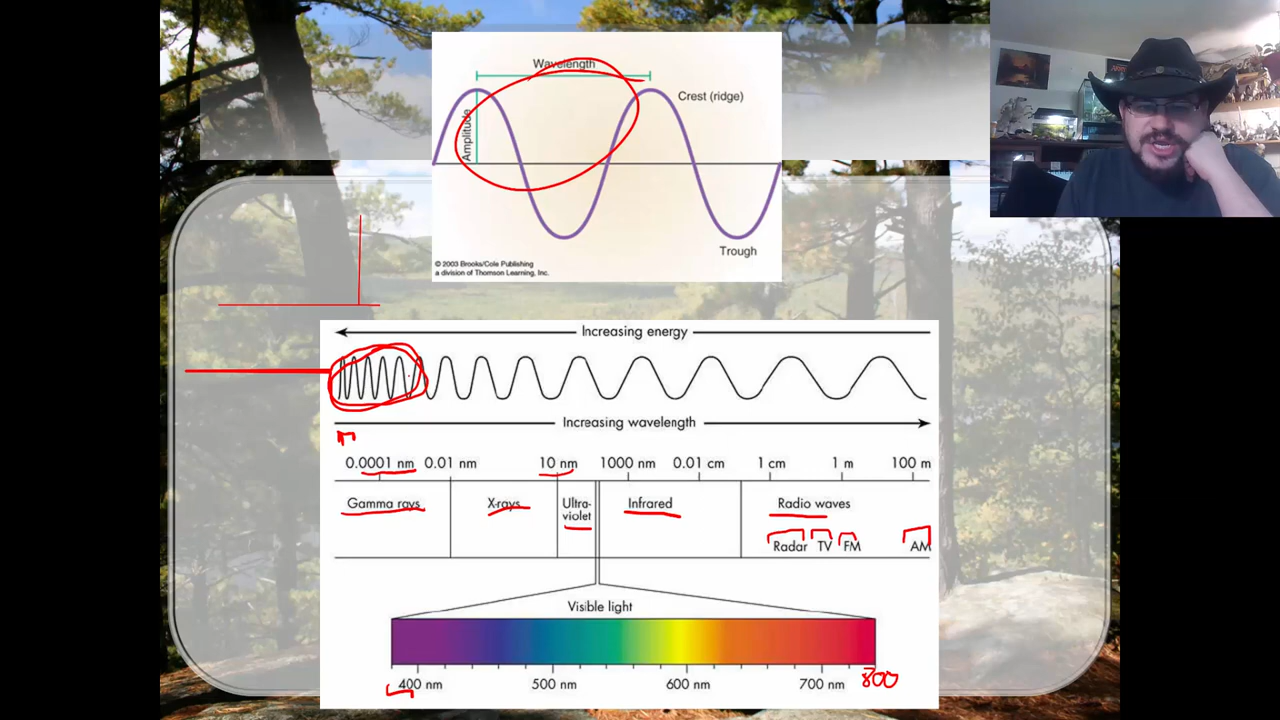 Wavelength
Amplitude
Crest (ridge)
Trough
© 2003 Brooks/Cole Publishing
a division of Thomson Learning, Inc.
Increasing energy
Increasing wavelength
0.0001 nm 0.01 nm 10 nm 1000 nm 0.01 cm 1 cm 1 m 100 m
Gamma rays X-rays Ultra-
violet Infrared Radio waves
Radar TV FM AM
Visible light
400 nm 500 nm 600 nm 700 nm 800